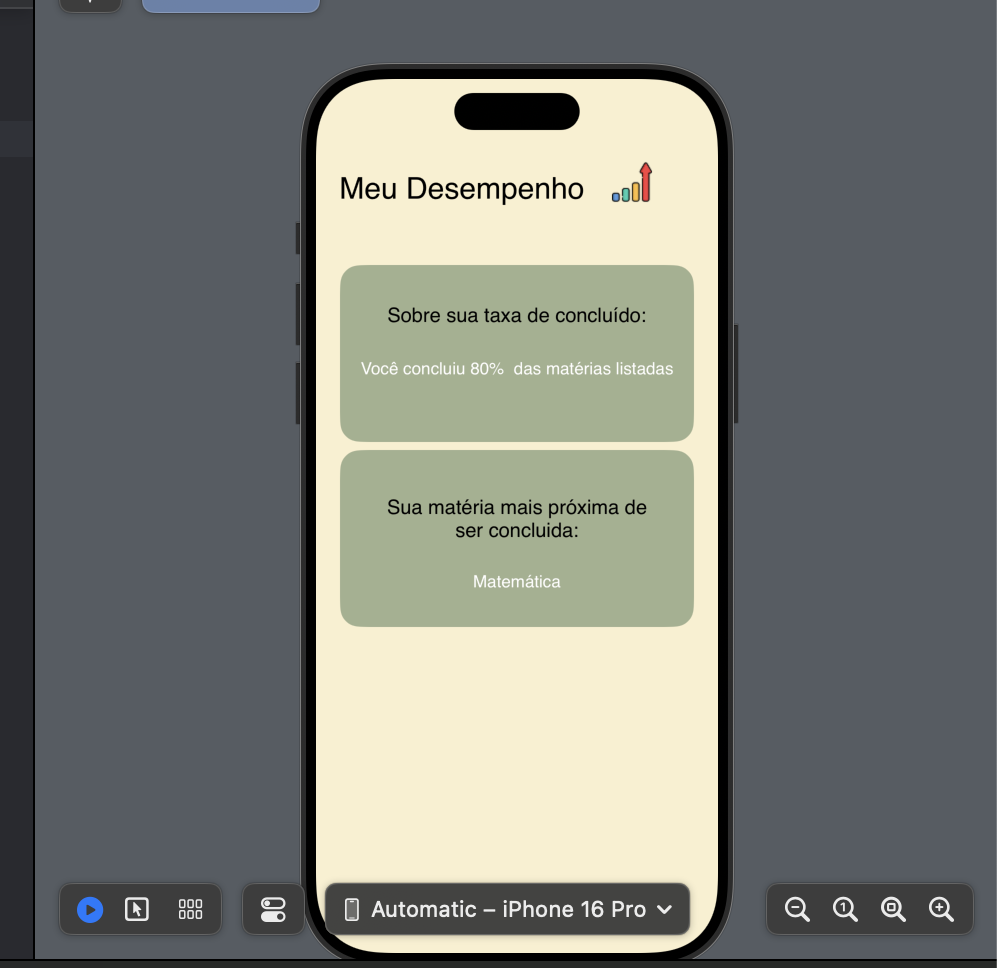 Meu Desempenho
Sobre sua taxa de concluído:
Você concluiu 80%  das matérias listadas
Sua matéria mais próxima de
ser concluida:
Matemática
Automatic – iPhone 16 Pro
1